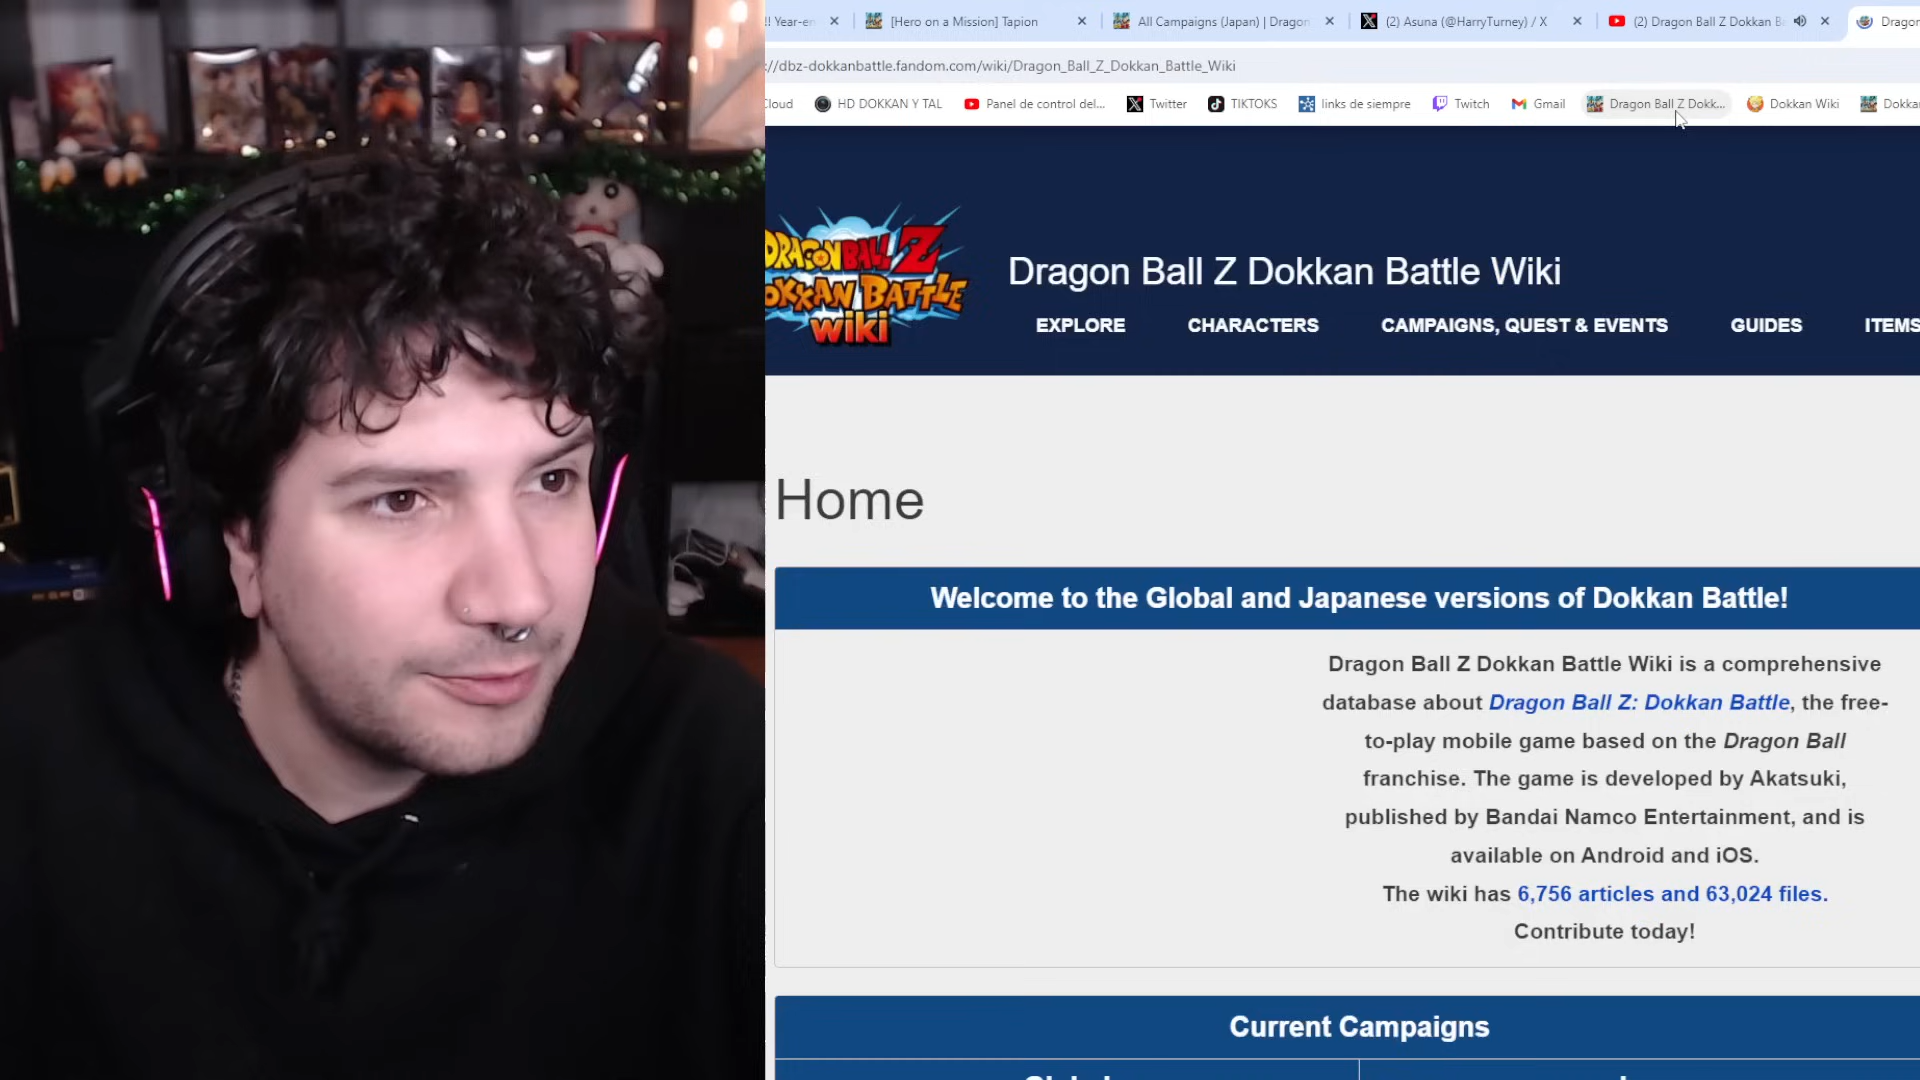 !! Year-en
[Hero on a Mission] Tapion
All Campaigns (Japan) | Dragon
(2) Asuna (@HarryTurney) / X
(2) Dragon Ball Z Dokkan Ba
Dragon
://dbz-dokkanbattle.fandom.com/wiki/Dragon_Ball_Z_Dokkan_Battle_Wiki
Cloud
HD DOKKAN Y TAL
Panel de control del...
Twitter
TIKTOKS
links de siempre
Twitch
Gmail
Dragon Ball Z Dokk...
Dokkan Wiki
Dokka
DRAGON BALL Z
DOKKAN BATTLE
wiki
Dragon Ball Z Dokkan Battle Wiki
EXPLORE
CHARACTERS
CAMPAIGNS, QUEST & EVENTS
GUIDES
ITEMS
Home
Welcome to the Global and Japanese versions of Dokkan Battle!
Dragon Ball Z Dokkan Battle Wiki is a comprehensive
database about Dragon Ball Z: Dokkan Battle, the free-
to-play mobile game based on the Dragon Ball
franchise. The game is developed by Akatsuki,
published by Bandai Namco Entertainment, and is
available on Android and iOS.
The wiki has 6,756 articles and 63,024 files.
Contribute today!
Current Campaigns